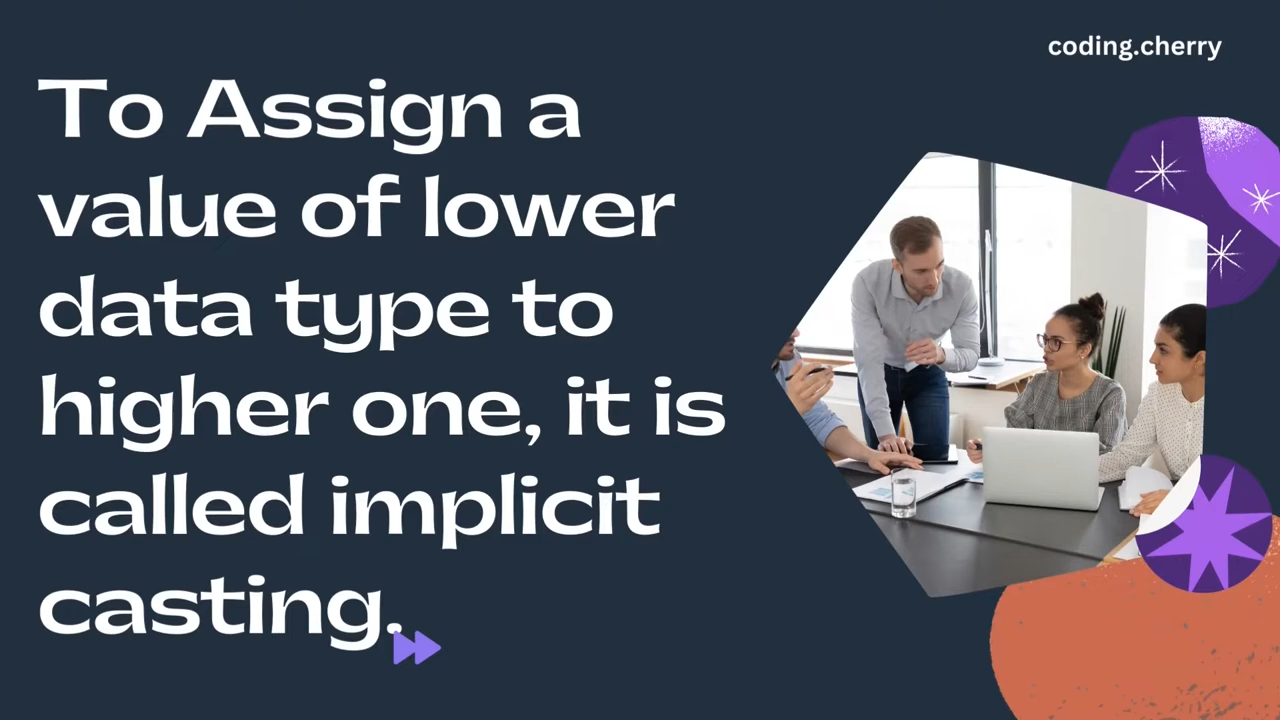 coding.cherry
To Assign a
value of lower
data type to
higher one, it is
called implicit
casting.